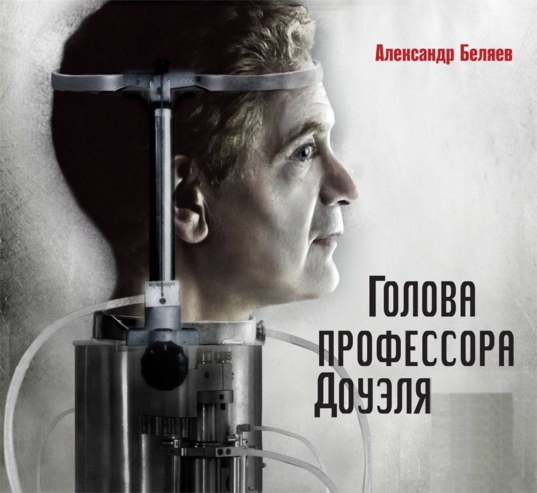 Александр Беляев
Голова
профессора
Доуэля